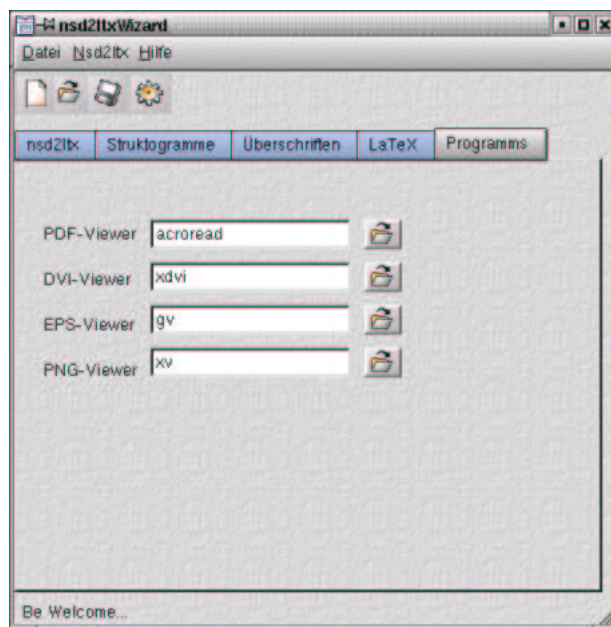 nsd2ltxWizard
Datei Nsd2ltx Hilfe
nsd2ltx Struktogramme Überschriften LaTeX Programms
PDF-Viewer acroread
DVI-Viewer xdvi
EPS-Viewer gv
PNG-Viewer xv
Be Welcome...